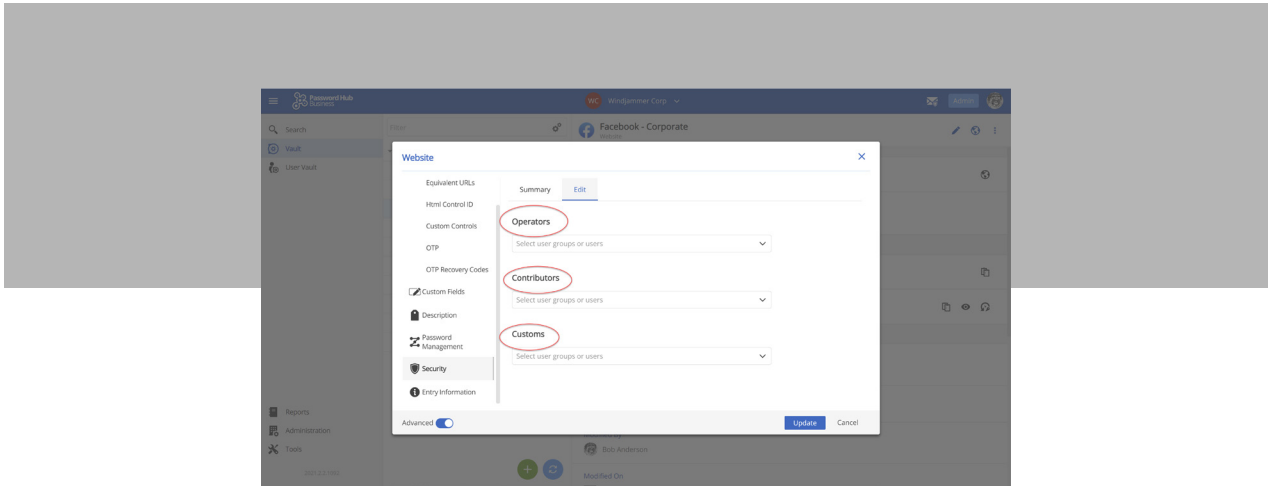 Password Hub
Business
WC Windjammer Corp
Admin
Search
Filter
Facebook - Corporate
Website
Vault
User Vault
Website
Equivalent URLs
Summary
Edit
Html Control ID
Operators
Custom Controls
Select user groups or users
OTP
OTP Recovery Codes
Contributors
Custom Fields
Select user groups or users
Description
Customs
Password
Management
Select user groups or users
Security
Entry Information
Reports
Advanced
Update
Cancel
Administration
Tools
Bob Anderson
Modified On